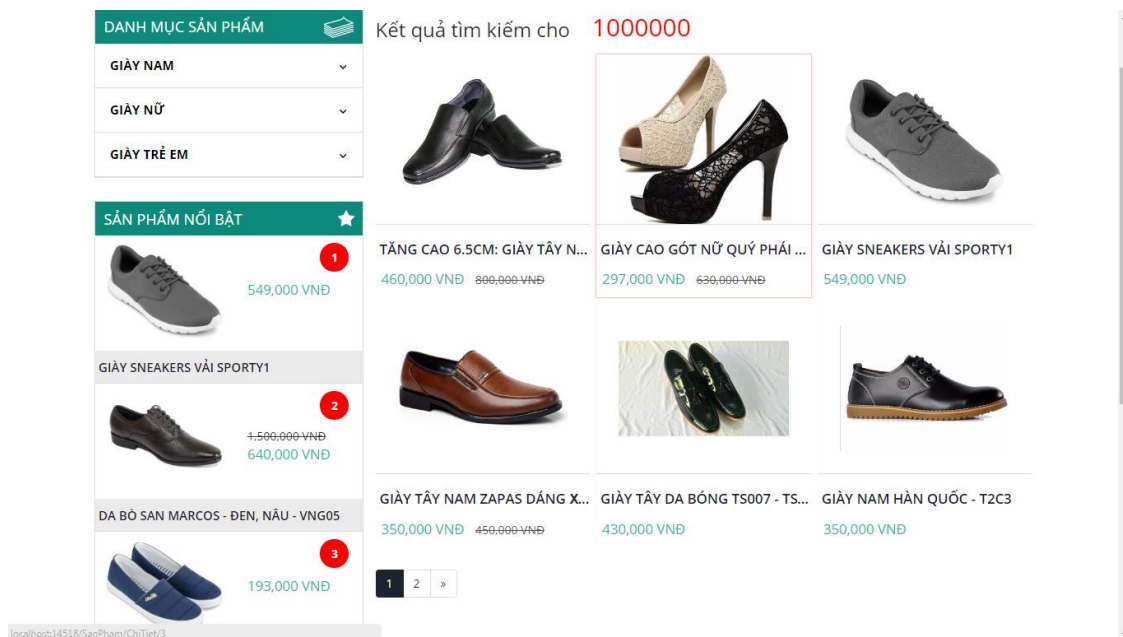 DANH MỤC SẢN PHẨM
GIÀY NAM
GIÀY NỮ
GIÀY TRẺ EM
SẢN PHẨM NỔI BẬT
1
549,000 VNĐ
GIÀY SNEAKERS VẢI SPORTY1
2
1,500,000 VNĐ
640,000 VNĐ
DA BÒ SAN MARCOS - ĐEN, NÂU - VNG05
3
193,000 VNĐ
Kết quả tìm kiếm cho 1000000
TĂNG CAO 6.5CM: GIÀY TÂY N...
460,000 VNĐ 800,000 VNĐ
GIÀY CAO GÓT NỮ QUÝ PHÁI ...
297,000 VNĐ 630,000 VNĐ
GIÀY SNEAKERS VẢI SPORTY1
549,000 VNĐ
GIÀY TÂY NAM ZAPAS DÁNG X...
350,000 VNĐ 450,000 VNĐ
GIÀY TÂY DA BÓNG TS007 - TS...
430,000 VNĐ
GIÀY NAM HÀN QUỐC - T2C3
350,000 VNĐ
1 2 »
localhost:14518/SanPham/ChiTiet/3